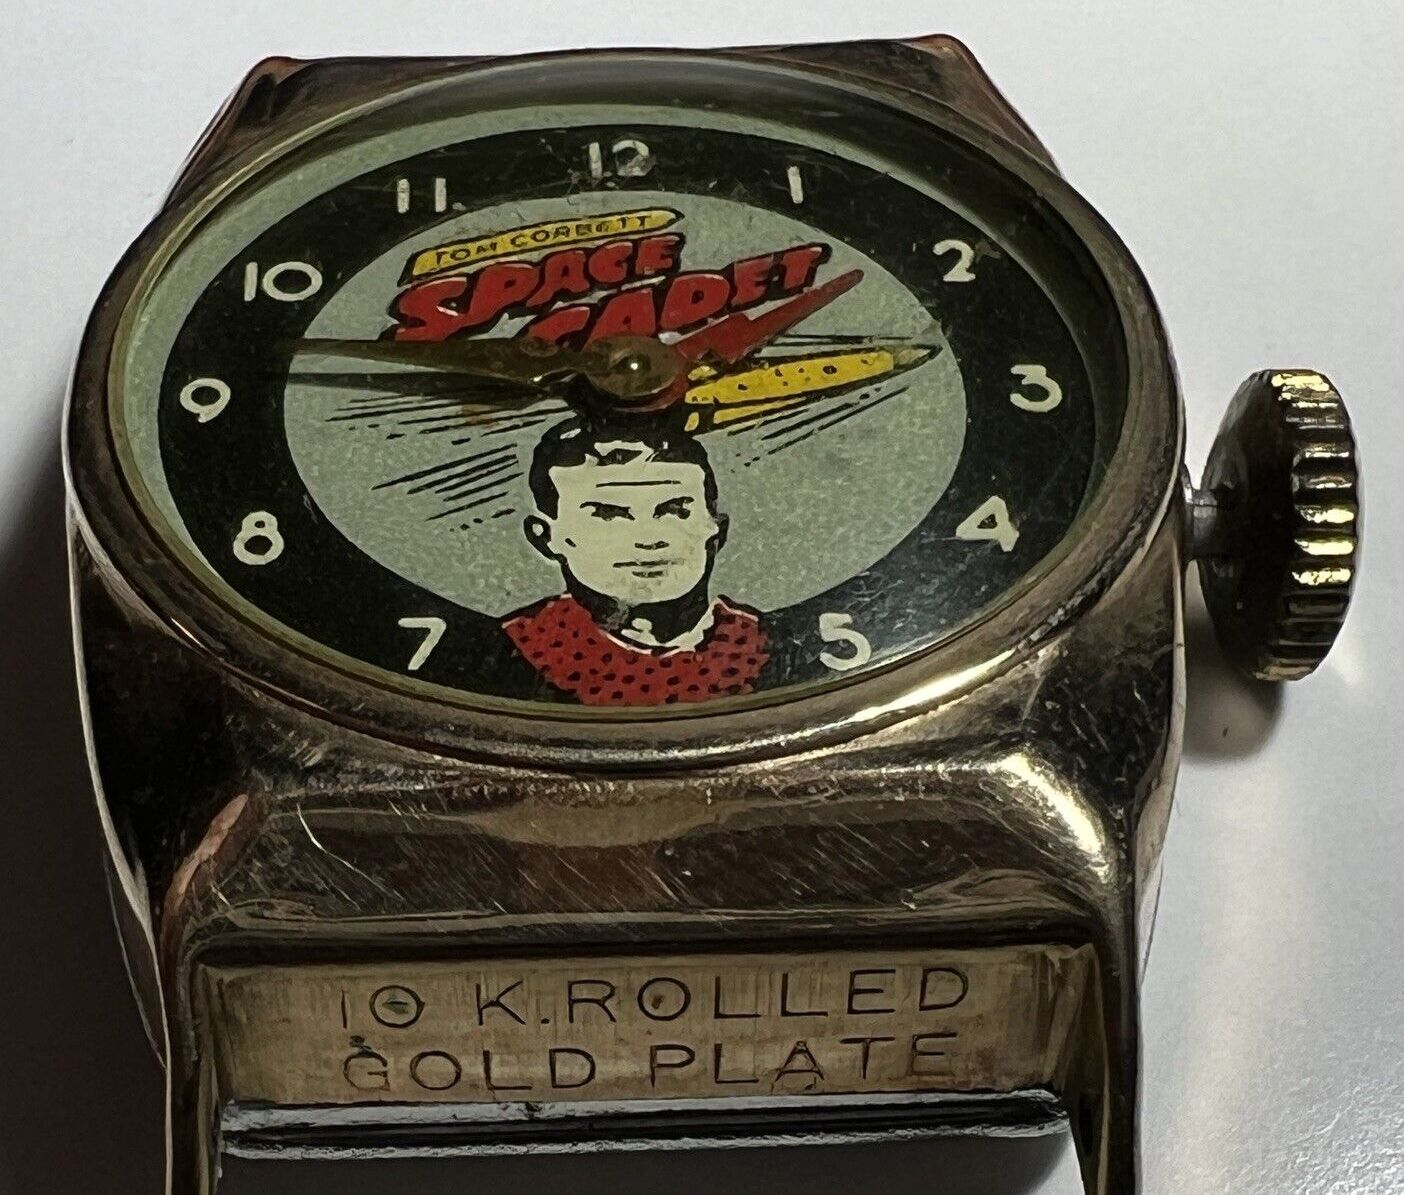 12
11
1
10
2
TOM CORBETT
SPACE
CADET
9
3
8
4
7
5
10 K. ROLLED
GOLD PLATE